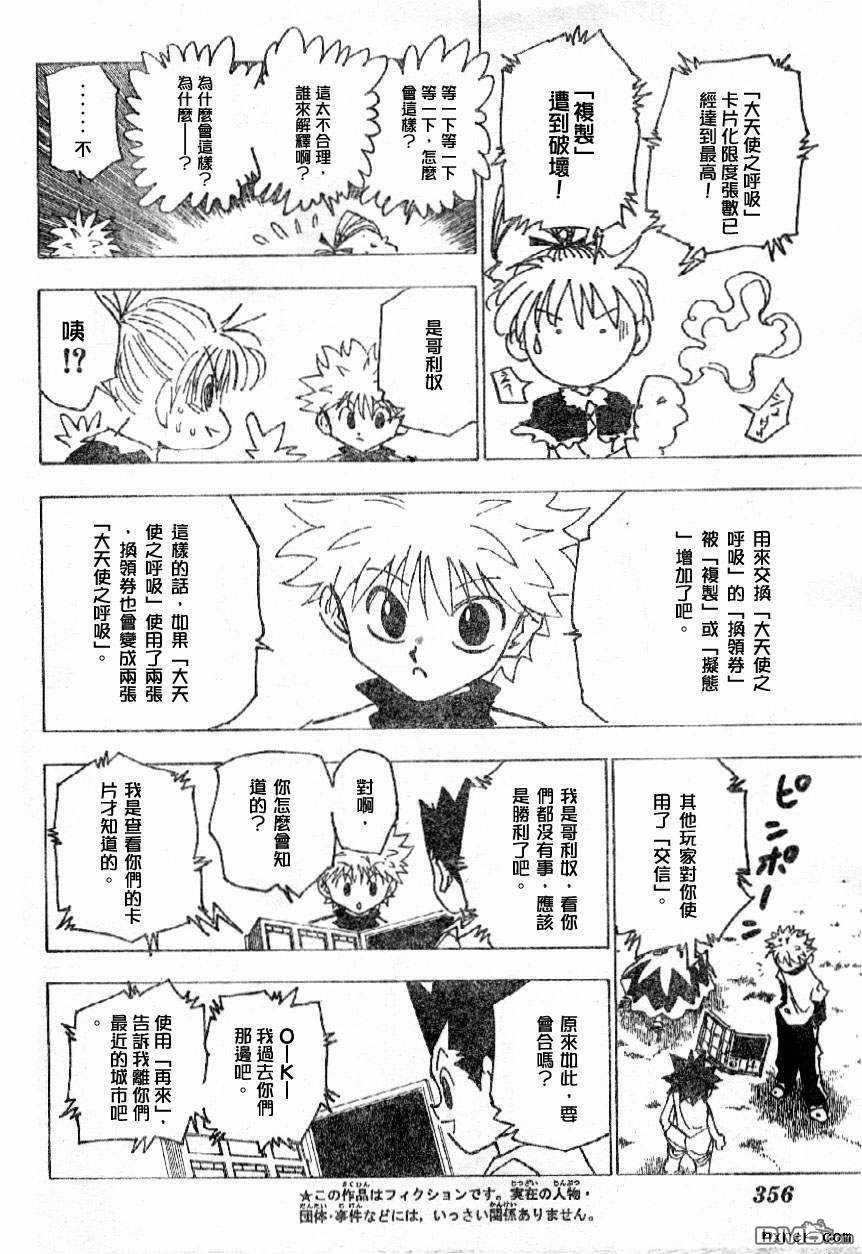 「大天使之呼吸」
卡片化限度張數已
經達到最高！
「複製」
遭到破壞！
等一下等一下
等一下，怎麼
會這樣？
這太不合理，
誰來解釋啊？
為什麼會這樣？
為什麼——？
……不
是哥利奴
咦!?
用來交換「大天使之
呼吸」的「換領券」
被「複製」或「擬態
」增加了吧。
這樣的話，如果「大天
使之呼吸」使用了兩張
，換領券也會變成兩張
「大天使之呼吸」。
ピンポーン
其他玩家對你使
用了「交信」。
我是哥利奴，看你
們都沒有事，應該
是勝利了吧。
對啊，
你怎麼會知
道的？
我是查看你們的卡
片才知道的。
原來如此，要
會合嗎？
O—K—
我過去你們
那邊吧。
使用「再來」，
告訴我離你們
最近的城市吧
。
★この作品はフィクションです。実在の人物・
団体・事件などには、いっさい関係ありません。
356